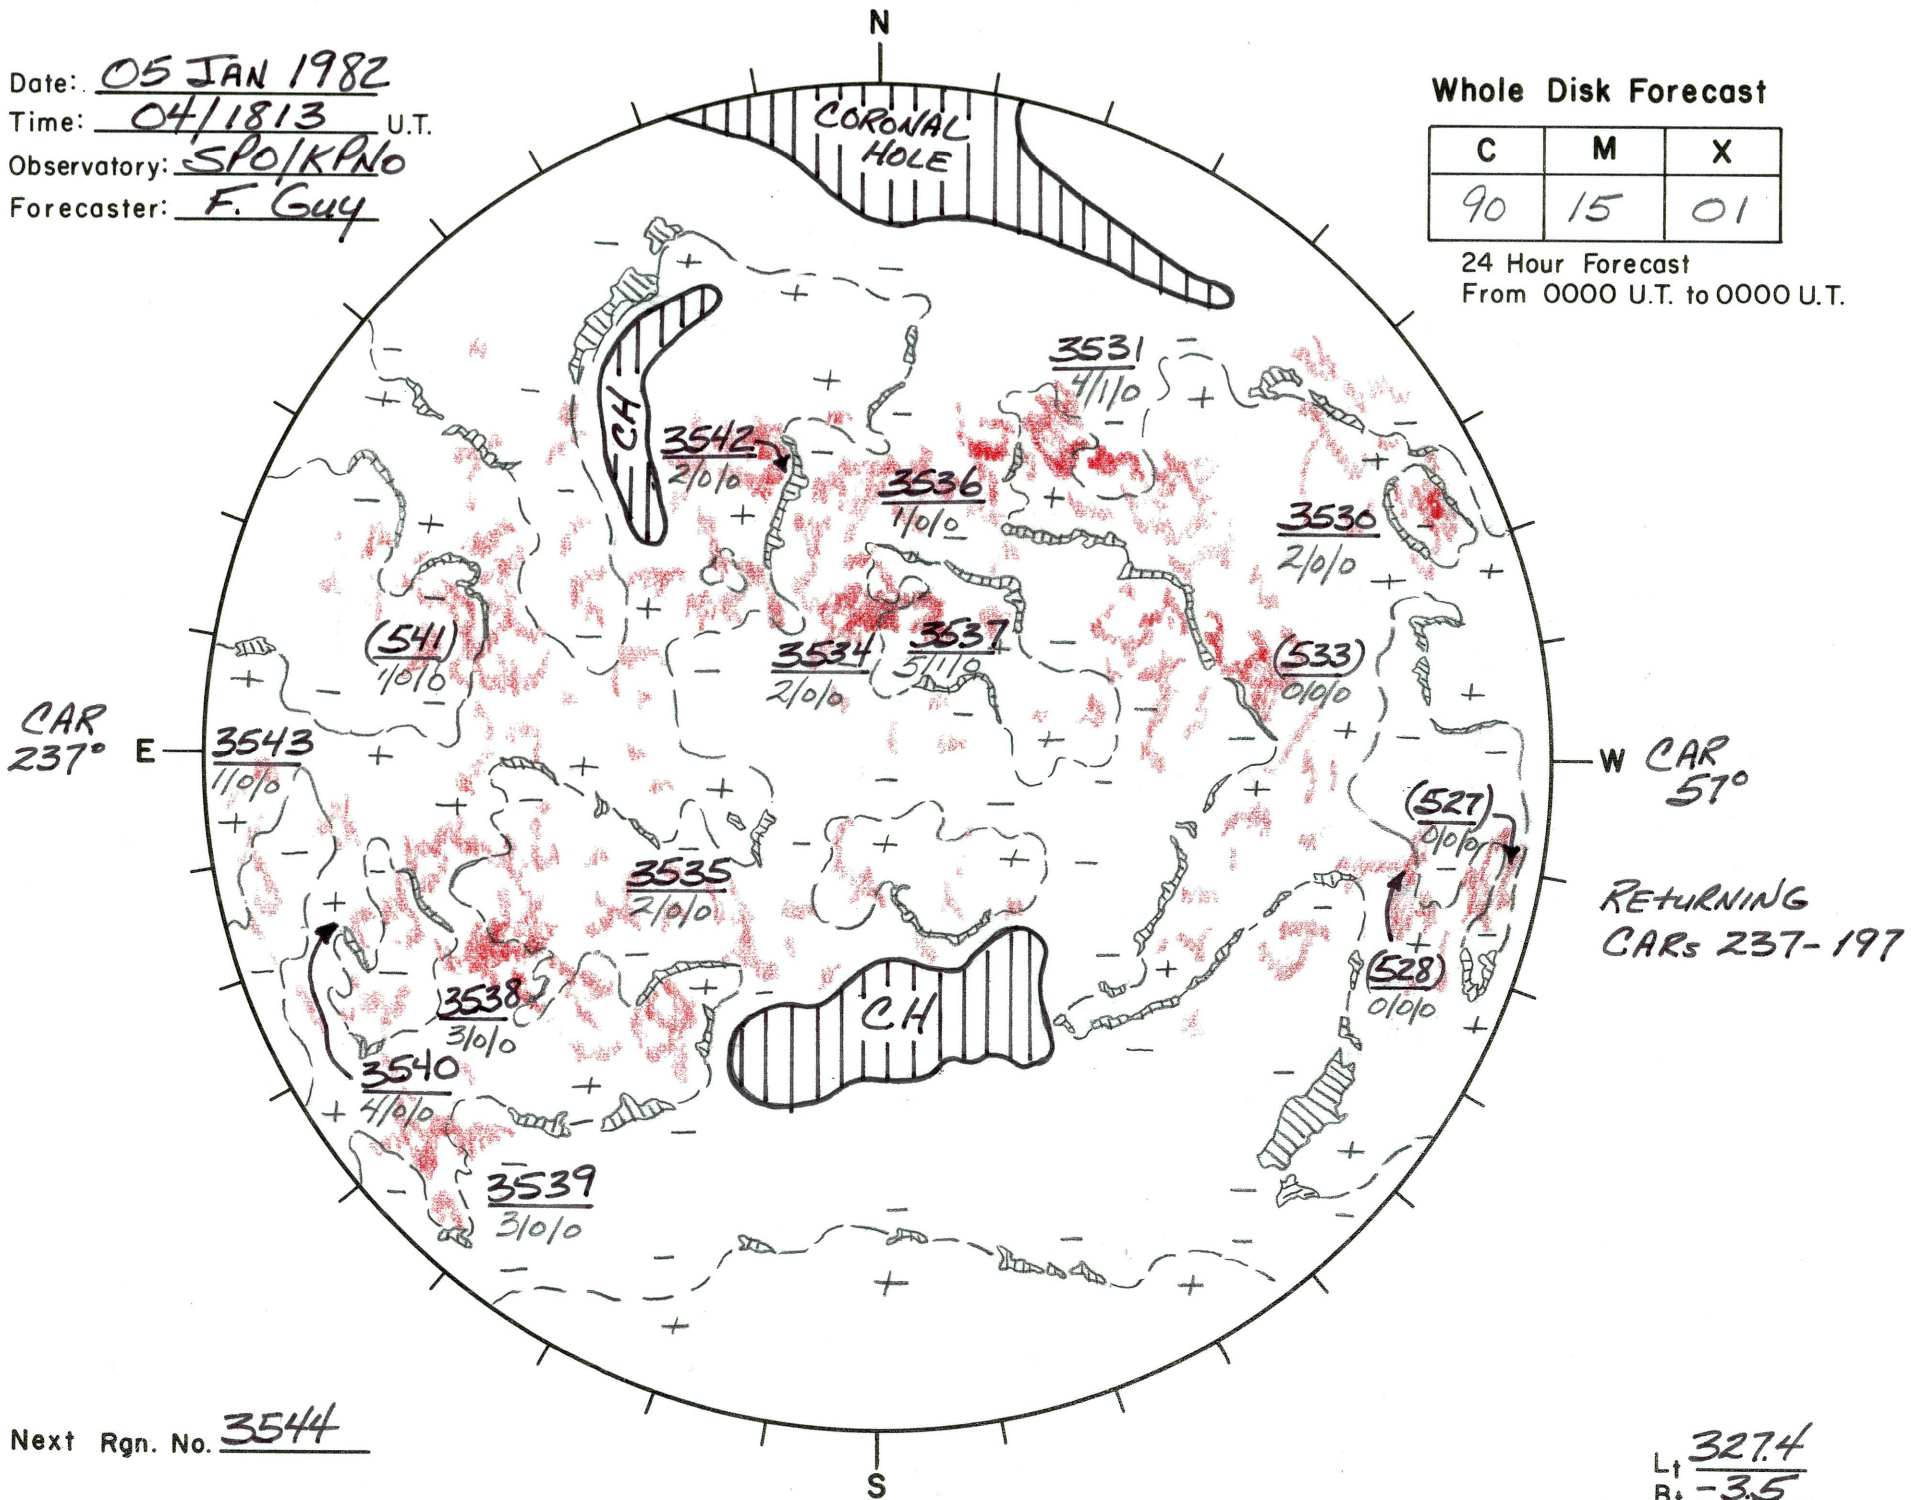 N
Date: 05 JAN 1982
Time: 04/1813 U.T.
Observatory: SPO/KPNO
Forecaster: F. Guy
Whole Disk Forecast
C M X
90 15 01
24 Hour Forecast
From 0000 U.T. to 0000 U.T.
CORONAL
HOLE
CH
3531
4/1/0
3542
2/0/0
3536
1/0/0
3530
2/0/0
(541)
1/0/0
3534
2/0/0
3537
5/1/0
(533)
0/0/0
CAR
237°
E
3543
1/0/0
W
CAR
57°
(527)
0/0/0
3535
2/0/0
RETURNING
CARs 237-197
(528)
0/0/0
3538
3/0/0
CH
3540
4/0/0
3539
3/0/0
Next Rgn. No. 3544
S
Lt 327.4
Bt -3.5